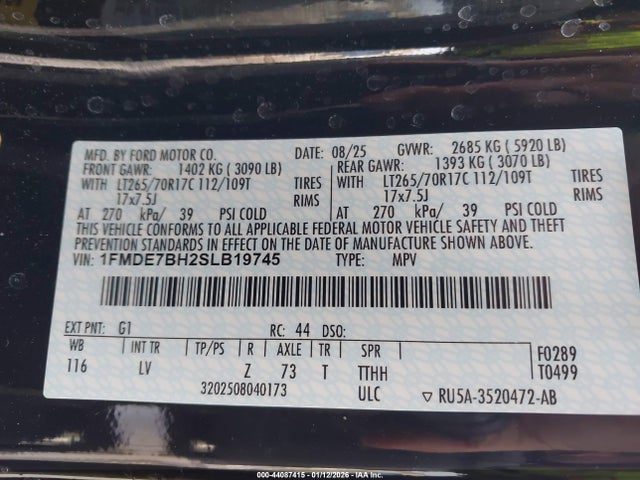 MFD. BY FORD MOTOR CO. DATE: 08/25 GVWR: 2685 KG ( 5920 LB)
FRONT GAWR: 1402 KG ( 3090 LB) REAR GAWR: 1393 KG ( 3070 LB)
WITH LT265/70R17C 112/109T TIRES WITH LT265/70R17C 112/109T TIRES
17x7.5J RIMS 17x7.5J RIMS
AT 270 kPa/ 39 PSI COLD AT 270 kPa/ 39 PSI COLD
THIS VEHICLE CONFORMS TO ALL APPLICABLE FEDERAL MOTOR VEHICLE SAFETY AND THEFT
PREVENTION STANDARDS IN EFFECT ON THE DATE OF MANUFACTURE SHOWN ABOVE.
VIN: 1FMDE7BH2SLB19745 TYPE: MPV
EXT PNT: G1 RC: 44 DSO:
WB INT TR TP/PS R AXLE TR SPR F0289
116 LV Z 73 T TTHH T0499
3202508040173 ULC ▽ RU5A-3520472-AB
000-44087415 - 01/12/2026 - IAA Inc.